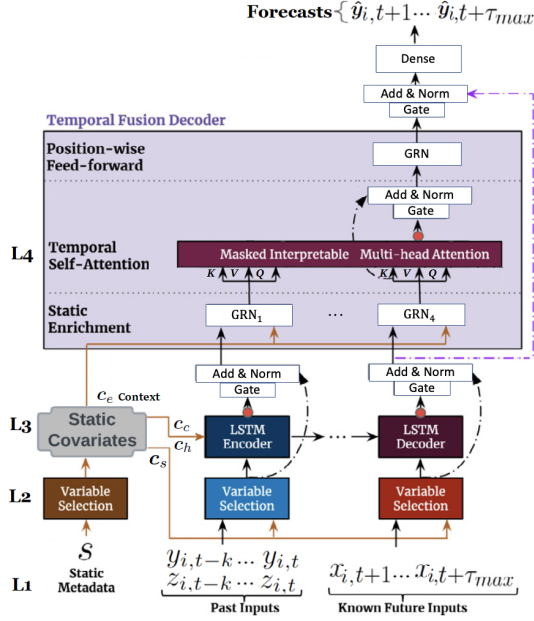 Forecasts { ŷi,t+1... ŷi,t+τmax
Dense
Add & Norm
Gate
Temporal Fusion Decoder
Position-wise
Feed-forward
GRN
Add & Norm
Gate
L4
Temporal
Self-Attention
Masked Interpretable Multi-head Attention
K V Q
K V Q
Static
Enrichment
GRN1
...
GRN4
Add & Norm
Gate
Add & Norm
Gate
ce Context
L3
Static
Covariates
cc
ch
cs
LSTM
Encoder
...
LSTM
Decoder
L2
Variable
Selection
Variable
Selection
Variable
Selection
L1
s
Static
Metadata
yi,t−k ... yi,t
zi,t−k ... zi,t
Past Inputs
xi,t+1... xi,t+τmax
Known Future Inputs